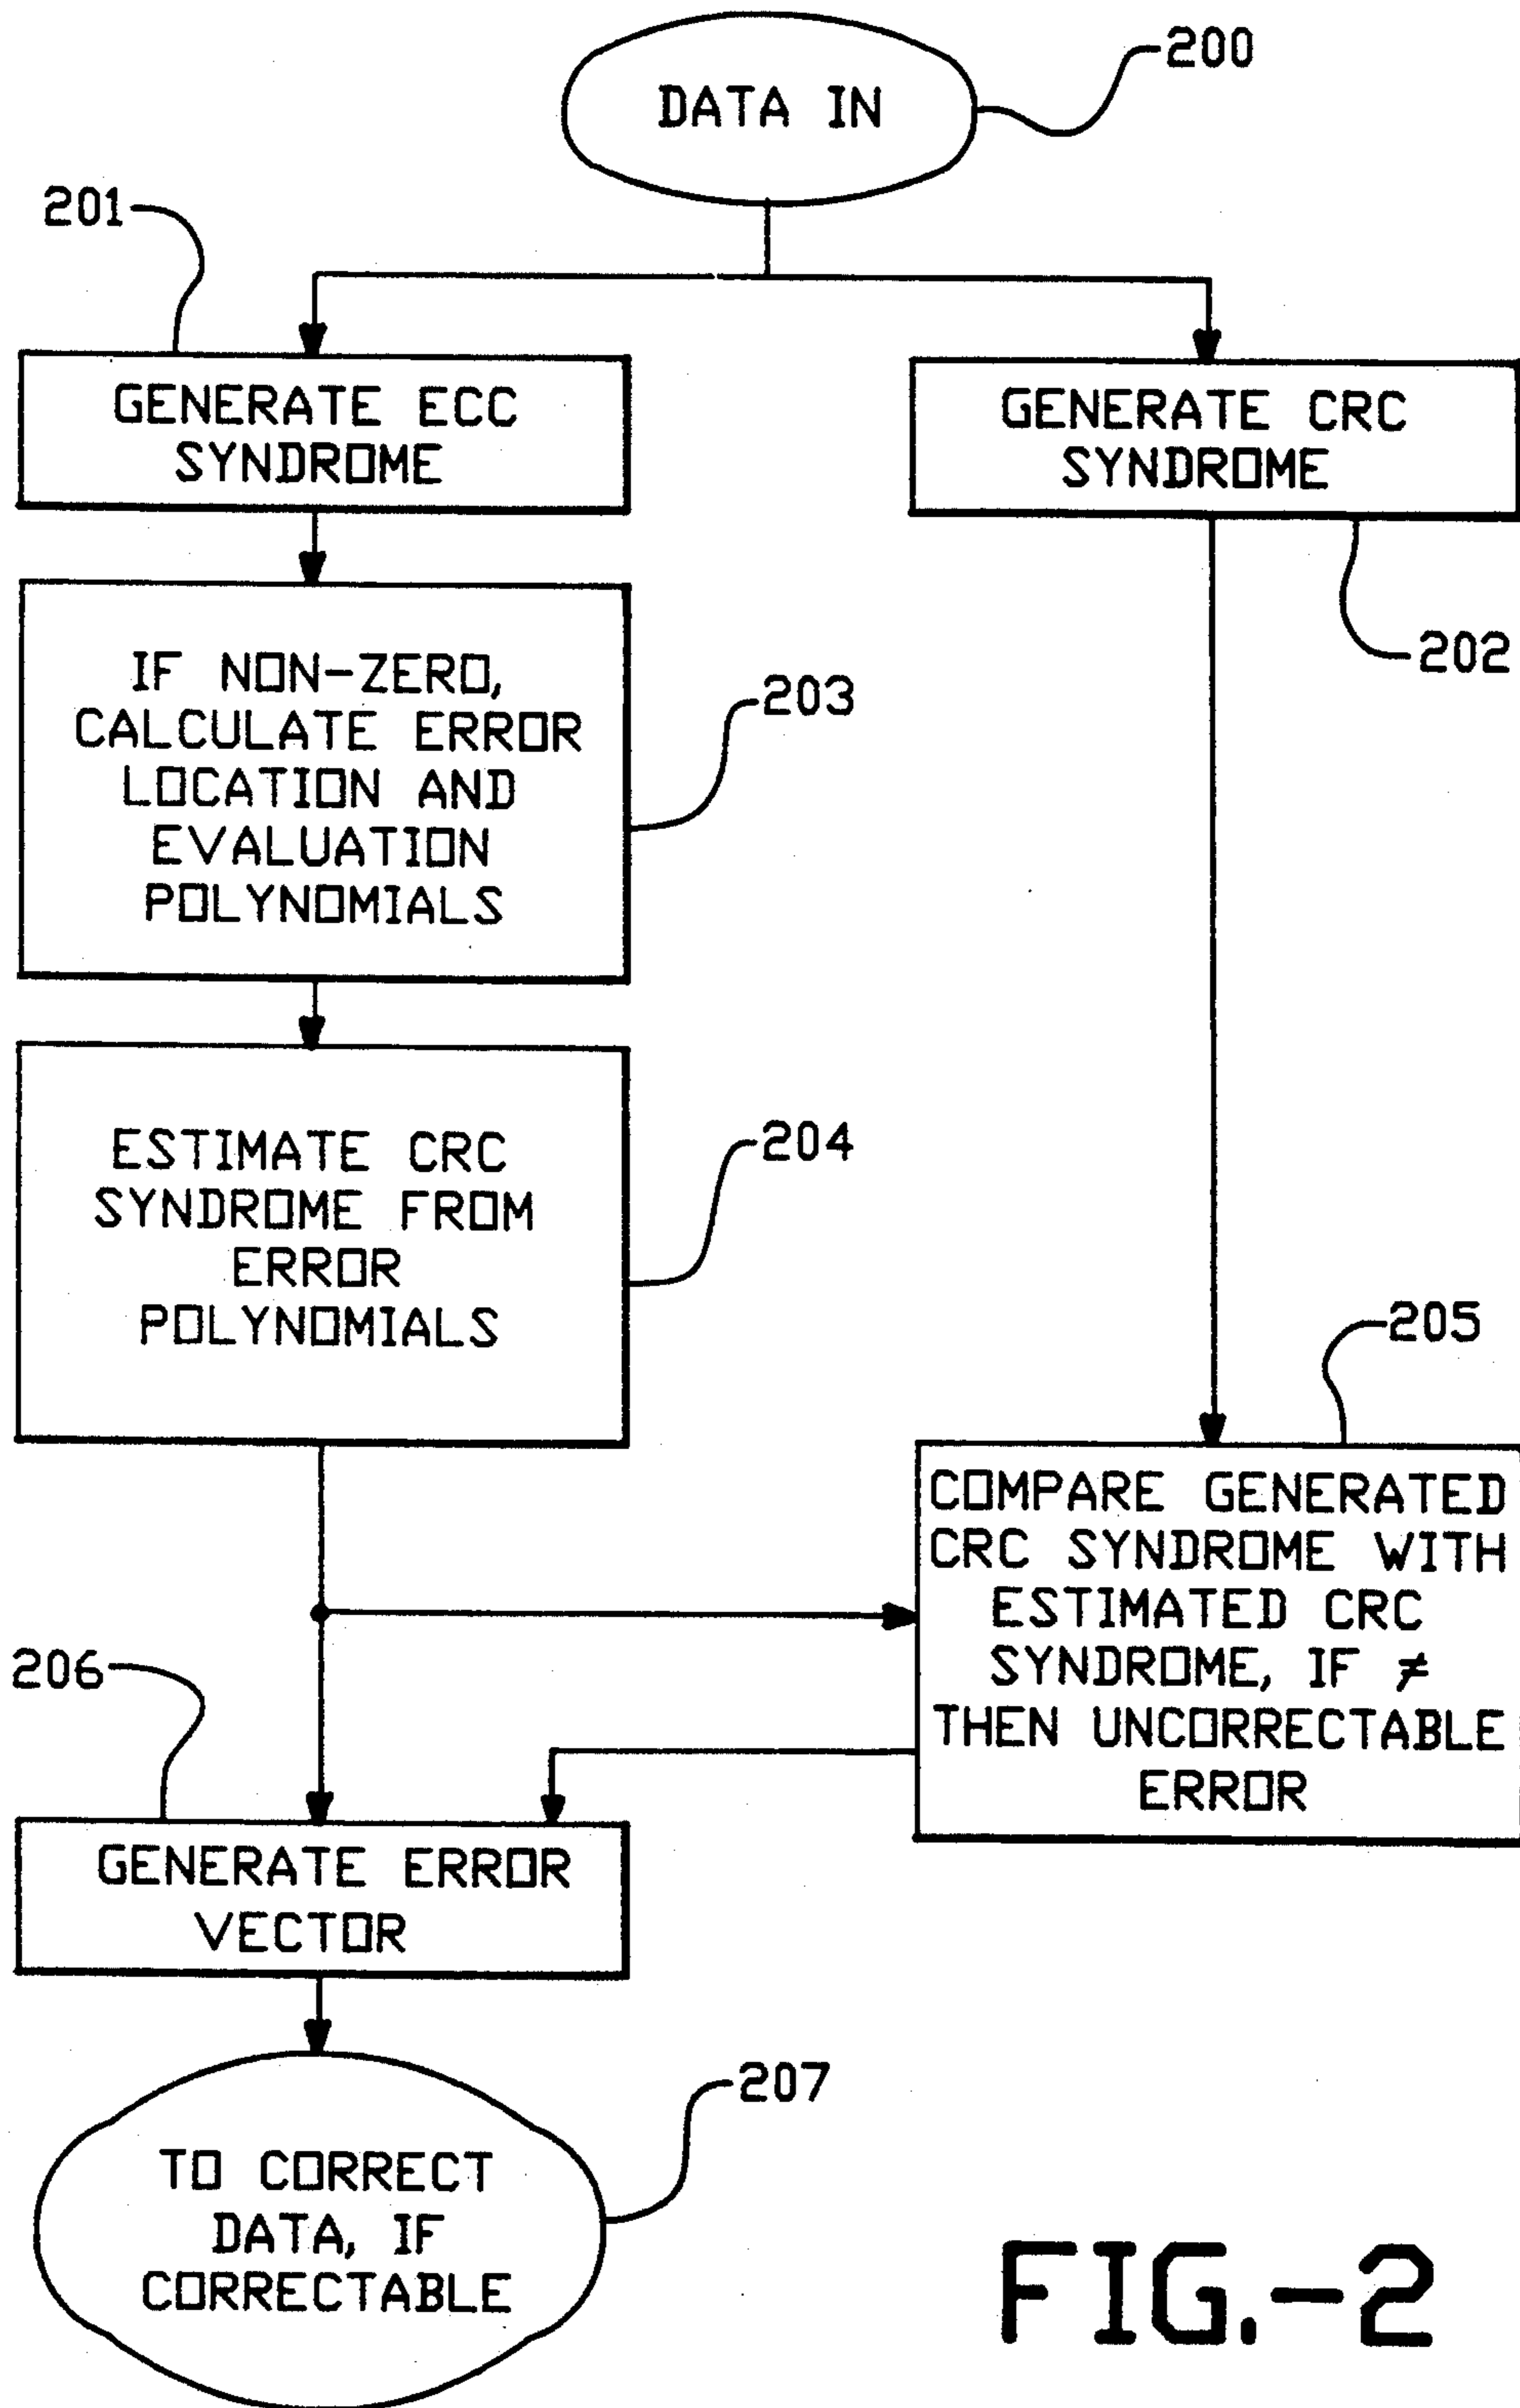 200
DATA IN
201
GENERATE ECC
SYNDROME
GENERATE CRC
SYNDROME
202
IF NON-ZERO,
CALCULATE ERROR
LOCATION AND
EVALUATION
POLYNOMIALS
203
ESTIMATE CRC
SYNDROME FROM
ERROR
POLYNOMIALS
204
205
COMPARE GENERATED
CRC SYNDROME WITH
ESTIMATED CRC
SYNDROME, IF ≠
THEN UNCORRECTABLE
ERROR
206
GENERATE ERROR
VECTOR
207
TO CORRECT
DATA, IF
CORRECTABLE
FIG.-2